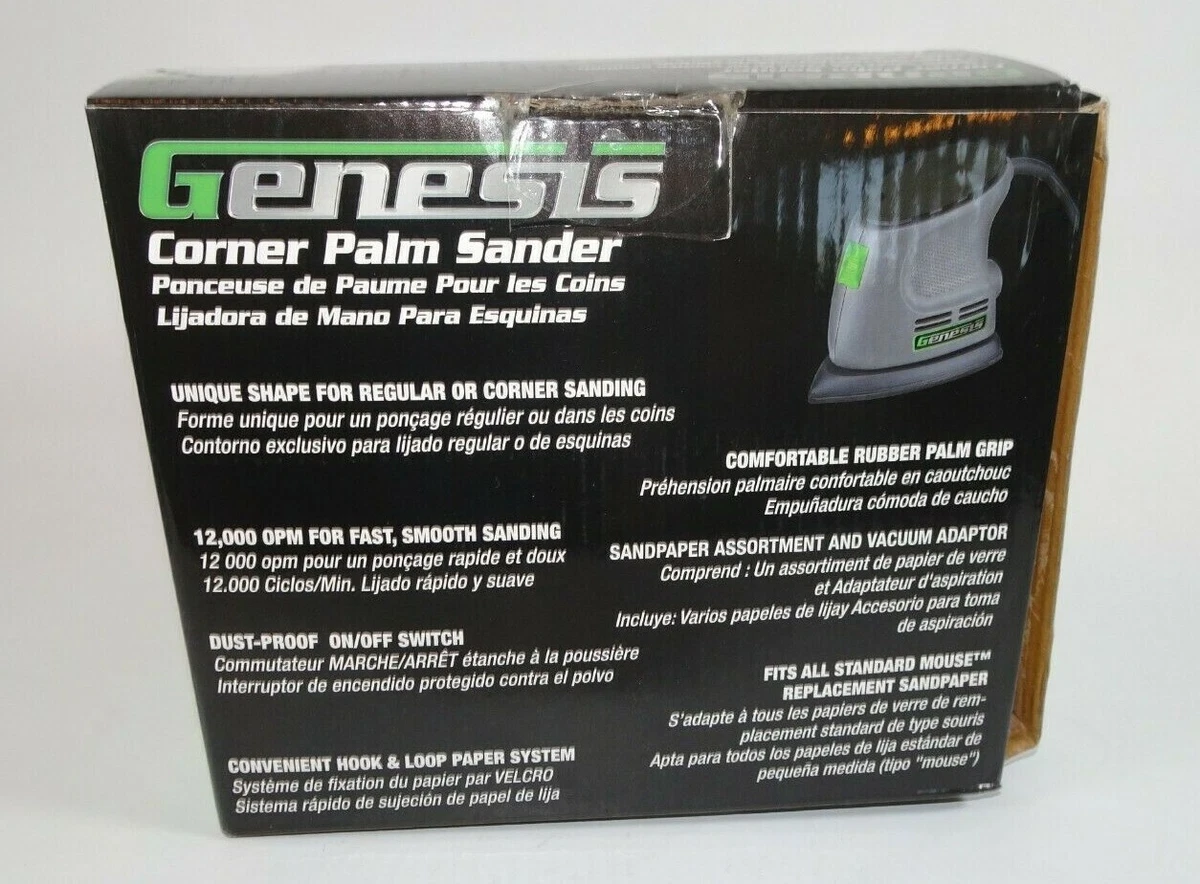 Genesis
Corner Palm Sander
Ponceuse de Paume Pour les Coins
Lijadora de Mano Para Esquinas
UNIQUE SHAPE FOR REGULAR OR CORNER SANDING
Forme unique pour un ponçage régulier ou dans les coins
Contorno exclusivo para lijado regular o de esquinas
12,000 OPM FOR FAST, SMOOTH SANDING
12 000 opm pour un ponçage rapide et doux
12.000 Ciclos/Min. Lijado rápido y suave
DUST-PROOF ON/OFF SWITCH
Commutateur MARCHE/ARRÊT étanche à la poussière
Interruptor de encendido protegido contra el polvo
CONVENIENT HOOK & LOOP PAPER SYSTEM
Système de fixation du papier par VELCRO
Sistema rápido de sujeción de papel de lija
Genesis
COMFORTABLE RUBBER PALM GRIP
Préhension palmaire confortable en caoutchouc
Empuñadura cómoda de caucho
SANDPAPER ASSORTMENT AND VACUUM ADAPTOR
Comprend : Un assortiment de papier de verre
et Adaptateur d'aspiration
Incluye: Varios papeles de lijay Accesorio para toma
de aspiración
FITS ALL STANDARD MOUSE™
REPLACEMENT SANDPAPER
S'adapte à tous les papiers de verre de rem-
placement standard de type souris
Apta para todos los papeles de lija estándar de
pequeña medida (tipo "mouse")